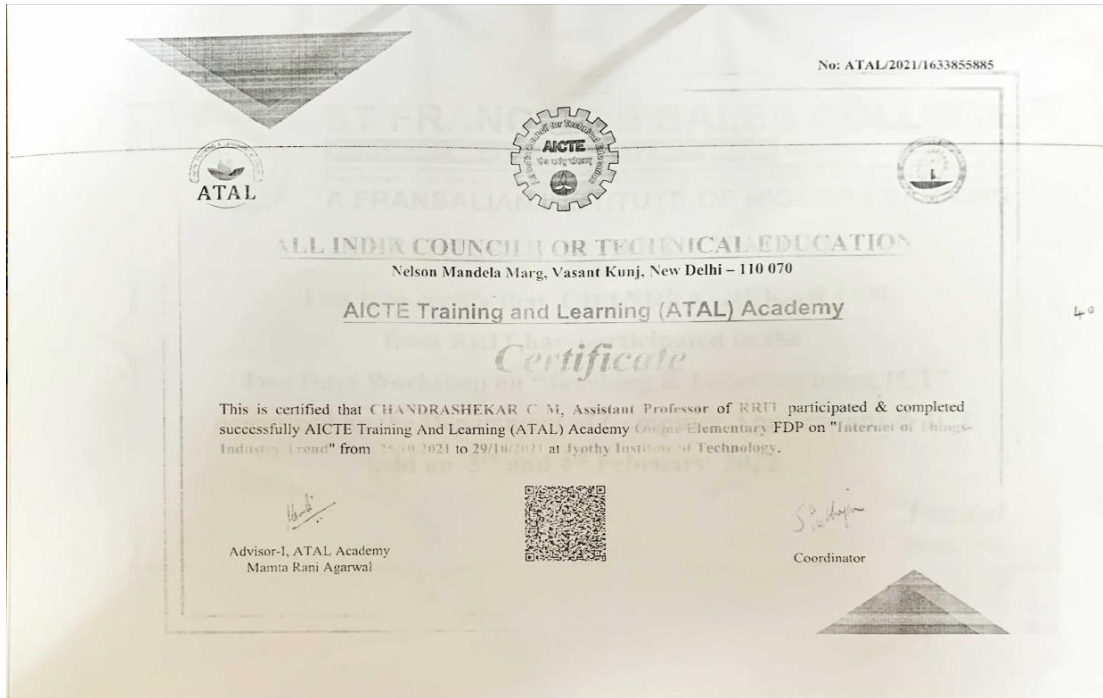 No: ATAL/2021/1633855885
AICTE
ATAL
ALL INDIA COUNCIL FOR TECHNICAL EDUCATION
Nelson Mandela Marg, Vasant Kunj, New Delhi – 110 070
AICTE Training and Learning (ATAL) Academy
40
Certificate
This is certified that CHANDRASHEKAR C M, Assistant Professor of RRIT participated & completed
successfully AICTE Training And Learning (ATAL) Academy Online Elementary FDP on "Internet of Things-
Industry Trend" from 25/10/2021 to 29/10/2021 at Jyothy Institute of Technology.
Advisor-I, ATAL Academy
Mamta Rani Agarwal
Coordinator